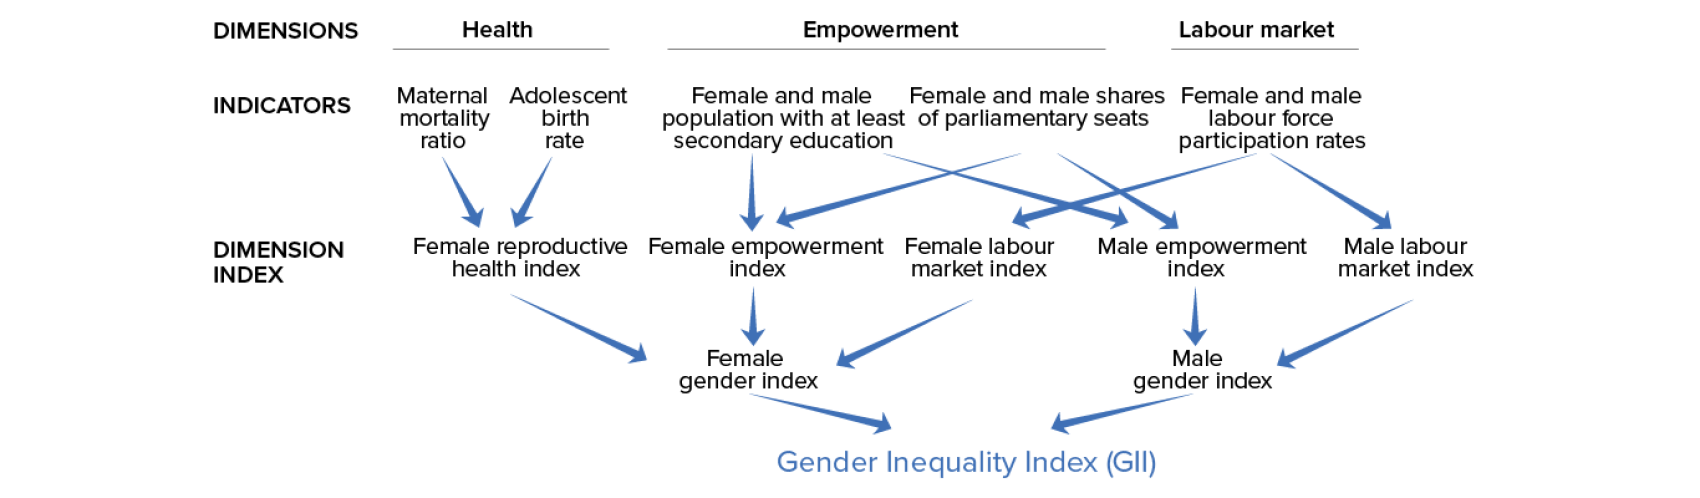 DIMENSIONS
Health
Empowerment
Labour market
INDICATORS
Maternal
mortality
ratio
Adolescent
birth
rate
Female and male
population with at least
secondary education
Female and male shares
of parliamentary seats
Female and male
labour force
participation rates
DIMENSION
INDEX
Female reproductive
health index
Female empowerment
index
Female labour
market index
Male empowerment
index
Male labour
market index
Female
gender index
Male
gender index
Gender Inequality Index (GII)